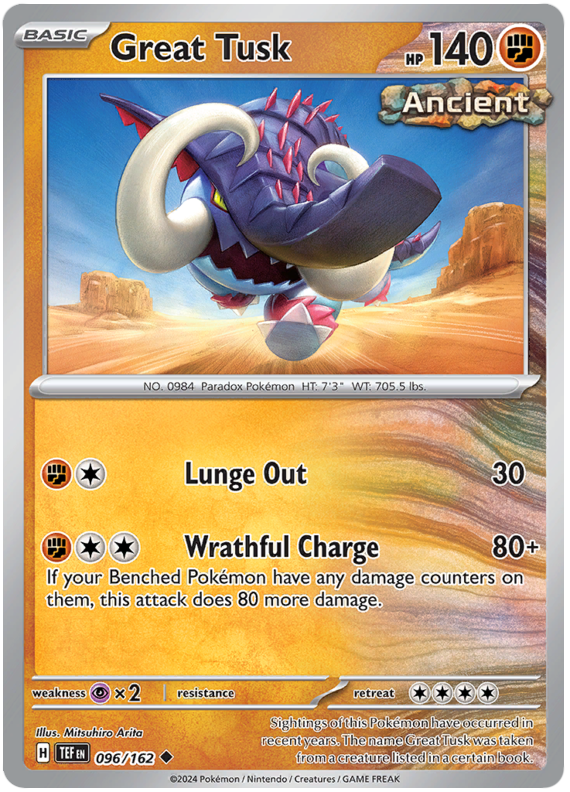 BASIC Great Tusk HP 140
Ancient
NO. 0984 Paradox Pokémon HT: 7'3" WT: 705.5 lbs.
Lunge Out 30
Wrathful Charge 80+
If your Benched Pokémon have any damage counters on
them, this attack does 80 more damage.
weakness ×2 resistance retreat
Illus. Mitsuhiro Arita
H TEF EN 096/162
Sightings of this Pokémon have occurred in
recent years. The name Great Tusk was taken
from a creature listed in a certain book.
©2024 Pokémon / Nintendo / Creatures / GAME FREAK